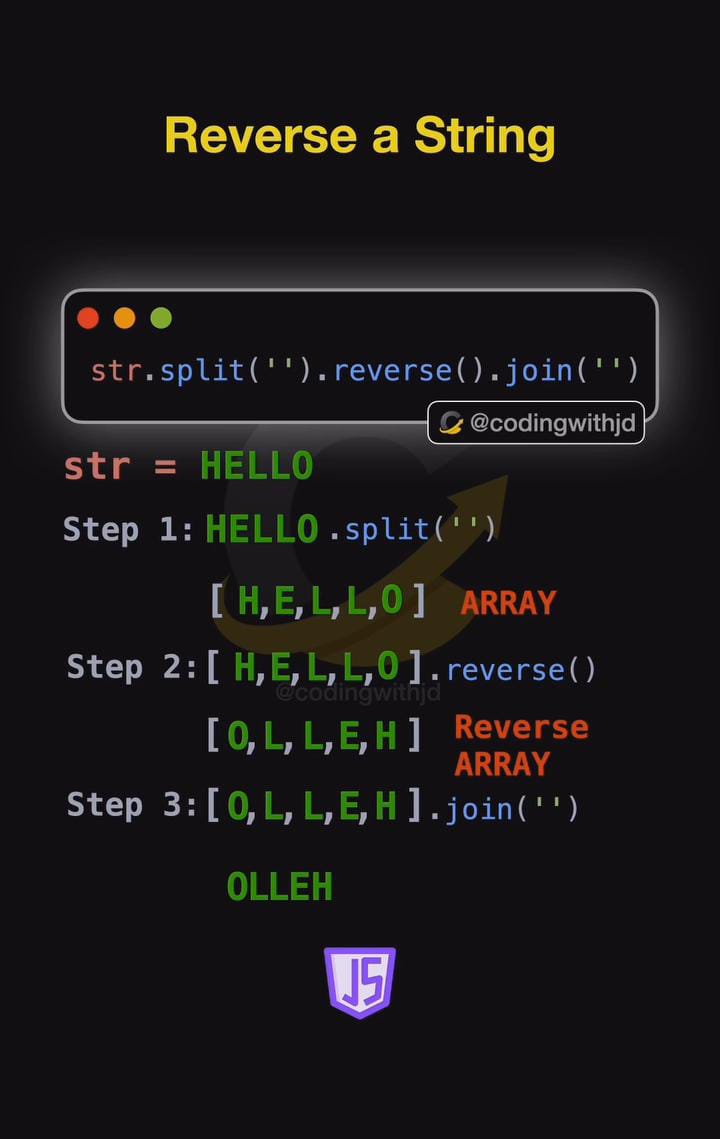 Reverse a String
str.split('').reverse().join('')
@codingwithjd
str = HELLO
Step 1: HELLO .split('')
[ H,E,L,L,O ] ARRAY
Step 2:[ H,E,L,L,O ].reverse()
@codingwithjd
[ O,L,L,E,H ] Reverse
ARRAY
Step 3:[ O,L,L,E,H ].join('')
OLLEH
JS